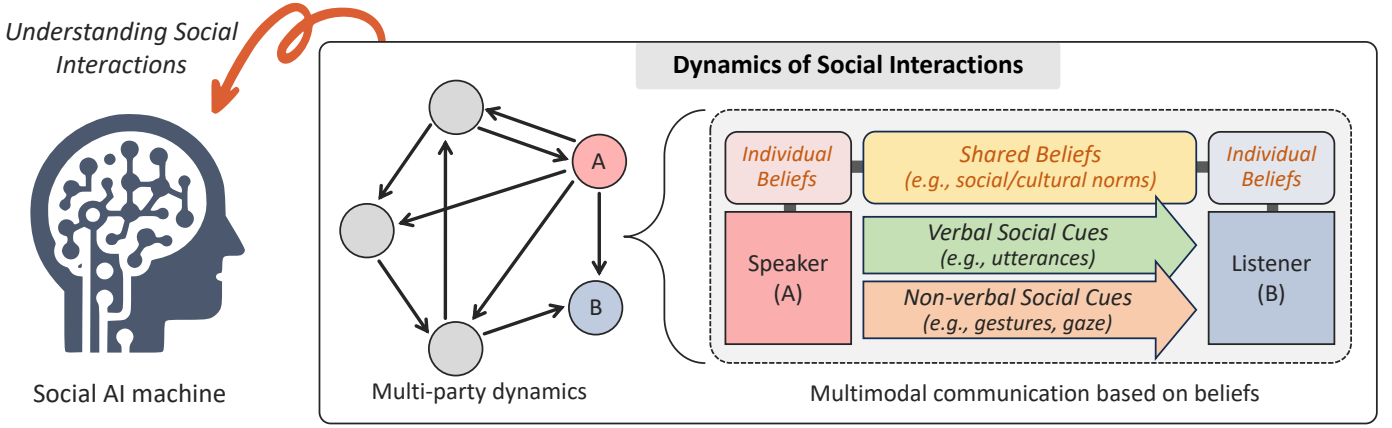 Understanding Social
Interactions
Social AI machine
Dynamics of Social Interactions
A
B
Multi-party dynamics
Individual
Beliefs
Shared Beliefs
(e.g., social/cultural norms)
Individual
Beliefs
Speaker
(A)
Verbal Social Cues
(e.g., utterances)
Non-verbal Social Cues
(e.g., gestures, gaze)
Listener
(B)
Multimodal communication based on beliefs